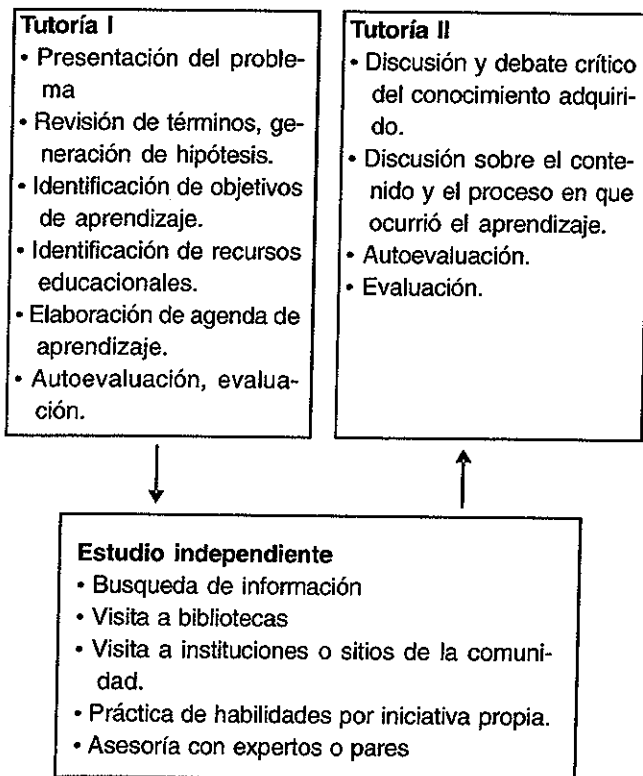 Tutoría I
• Presentación del proble-
ma
• Revisión de términos, ge-
neración de hipótesis.
• Identificación de objetivos
de aprendizaje.
• Identificación de recursos
educacionales.
• Elaboración de agenda de
aprendizaje.
• Autoevaluación, evalua-
ción.
Tutoría II
• Discusión y debate crítico
del conocimiento adquiri-
do.
• Discusión sobre el conte-
nido y el proceso en que
ocurrió el aprendizaje.
• Autoevaluación.
• Evaluación.
Estudio independiente
• Busqueda de información
• Visita a bibliotecas
• Visita a instituciones o sitios de la comuni-
dad.
• Práctica de habilidades por iniciativa propia.
• Asesoría con expertos o pares